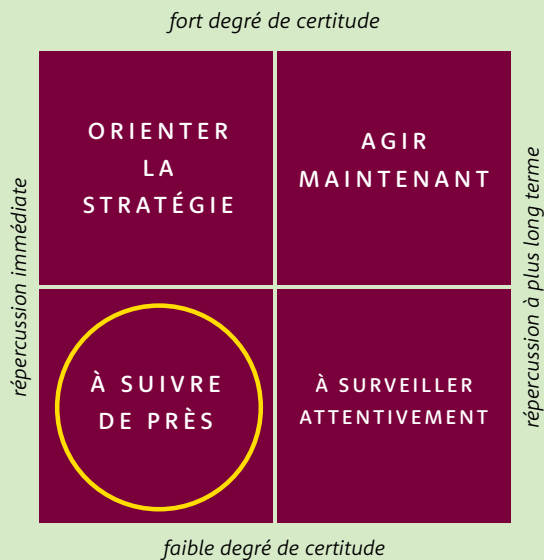 fort degré de certitude
répercussion immédiate
ORIENTER
LA
STRATÉGIE
AGIR
MAINTENANT
répercussion à plus long terme
À SUIVRE
DE PRÈS
À SURVEILLER
ATTENTIVEMENT
faible degré de certitude